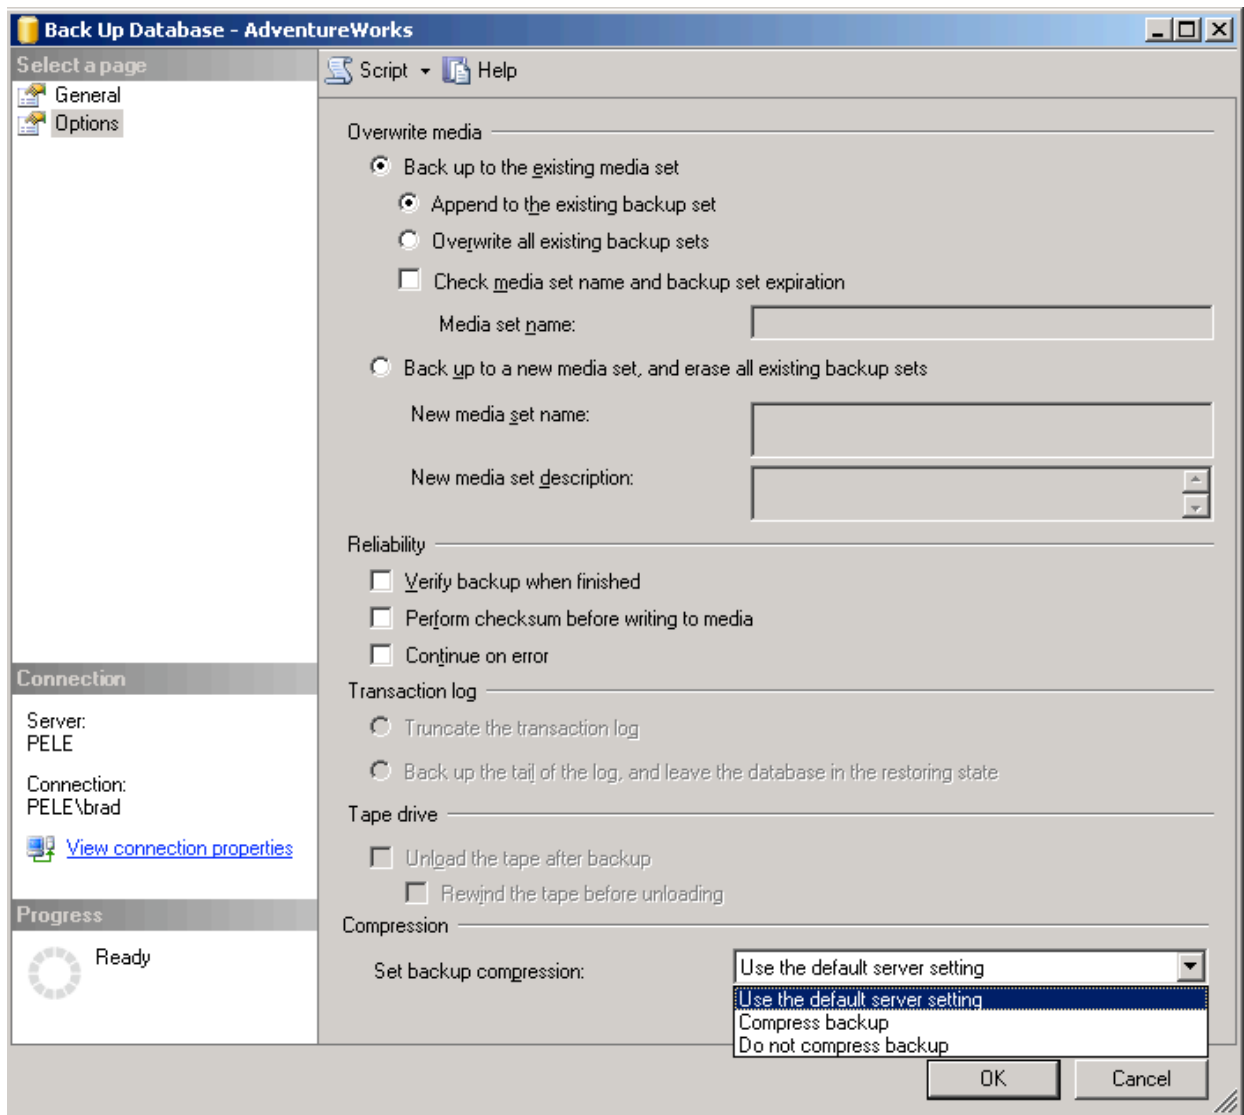 Back Up Database - AdventureWorks
Select a page
General
Options
Script
Help
Overwrite media
Back up to the existing media set
Append to the existing backup set
Overwrite all existing backup sets
Check media set name and backup set expiration
Media set name:
Back up to a new media set, and erase all existing backup sets
New media set name:
New media set description:
Reliability
Verify backup when finished
Perform checksum before writing to media
Continue on error
Transaction log
Truncate the transaction log
Back up the tail of the log, and leave the database in the restoring state
Tape drive
Unload the tape after backup
Rewind the tape before unloading
Compression
Set backup compression:
Use the default server setting
Use the default server setting
Compress backup
Do not compress backup
Connection
Server:
PELE
Connection:
PELE\brad
View connection properties
Progress
Ready
OK
Cancel